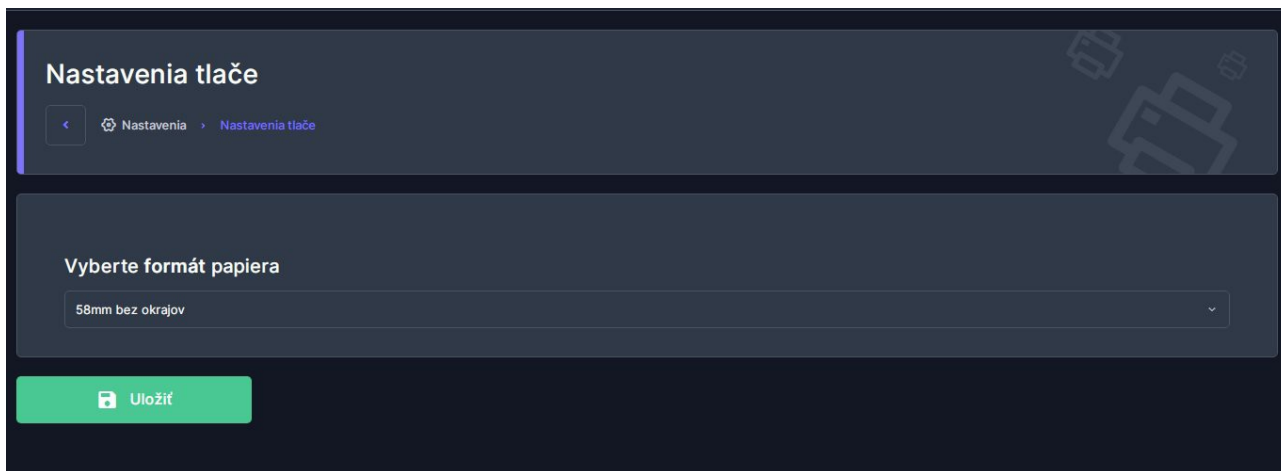 Nastavenia tlače
Nastavenia › Nastavenia tlače
Vyberte formát papiera
58mm bez okrajov
Uložiť